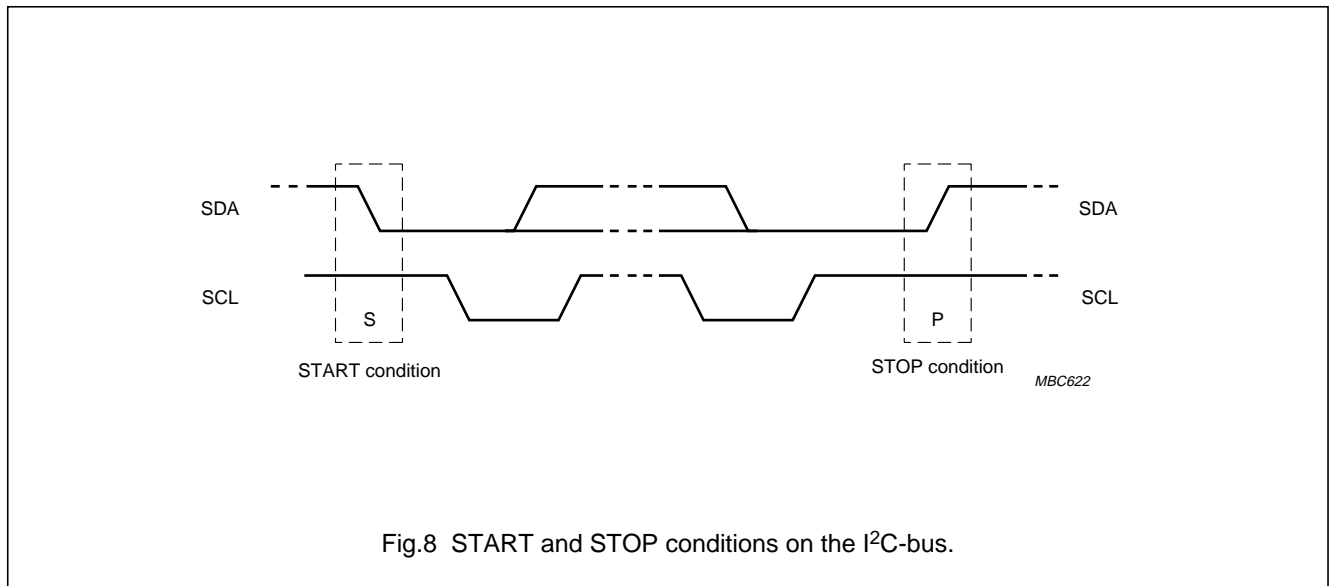 SDA
SDA
SCL
SCL
S
P
START condition
STOP condition
MBC622
Fig.8 START and STOP conditions on the I²C-bus.